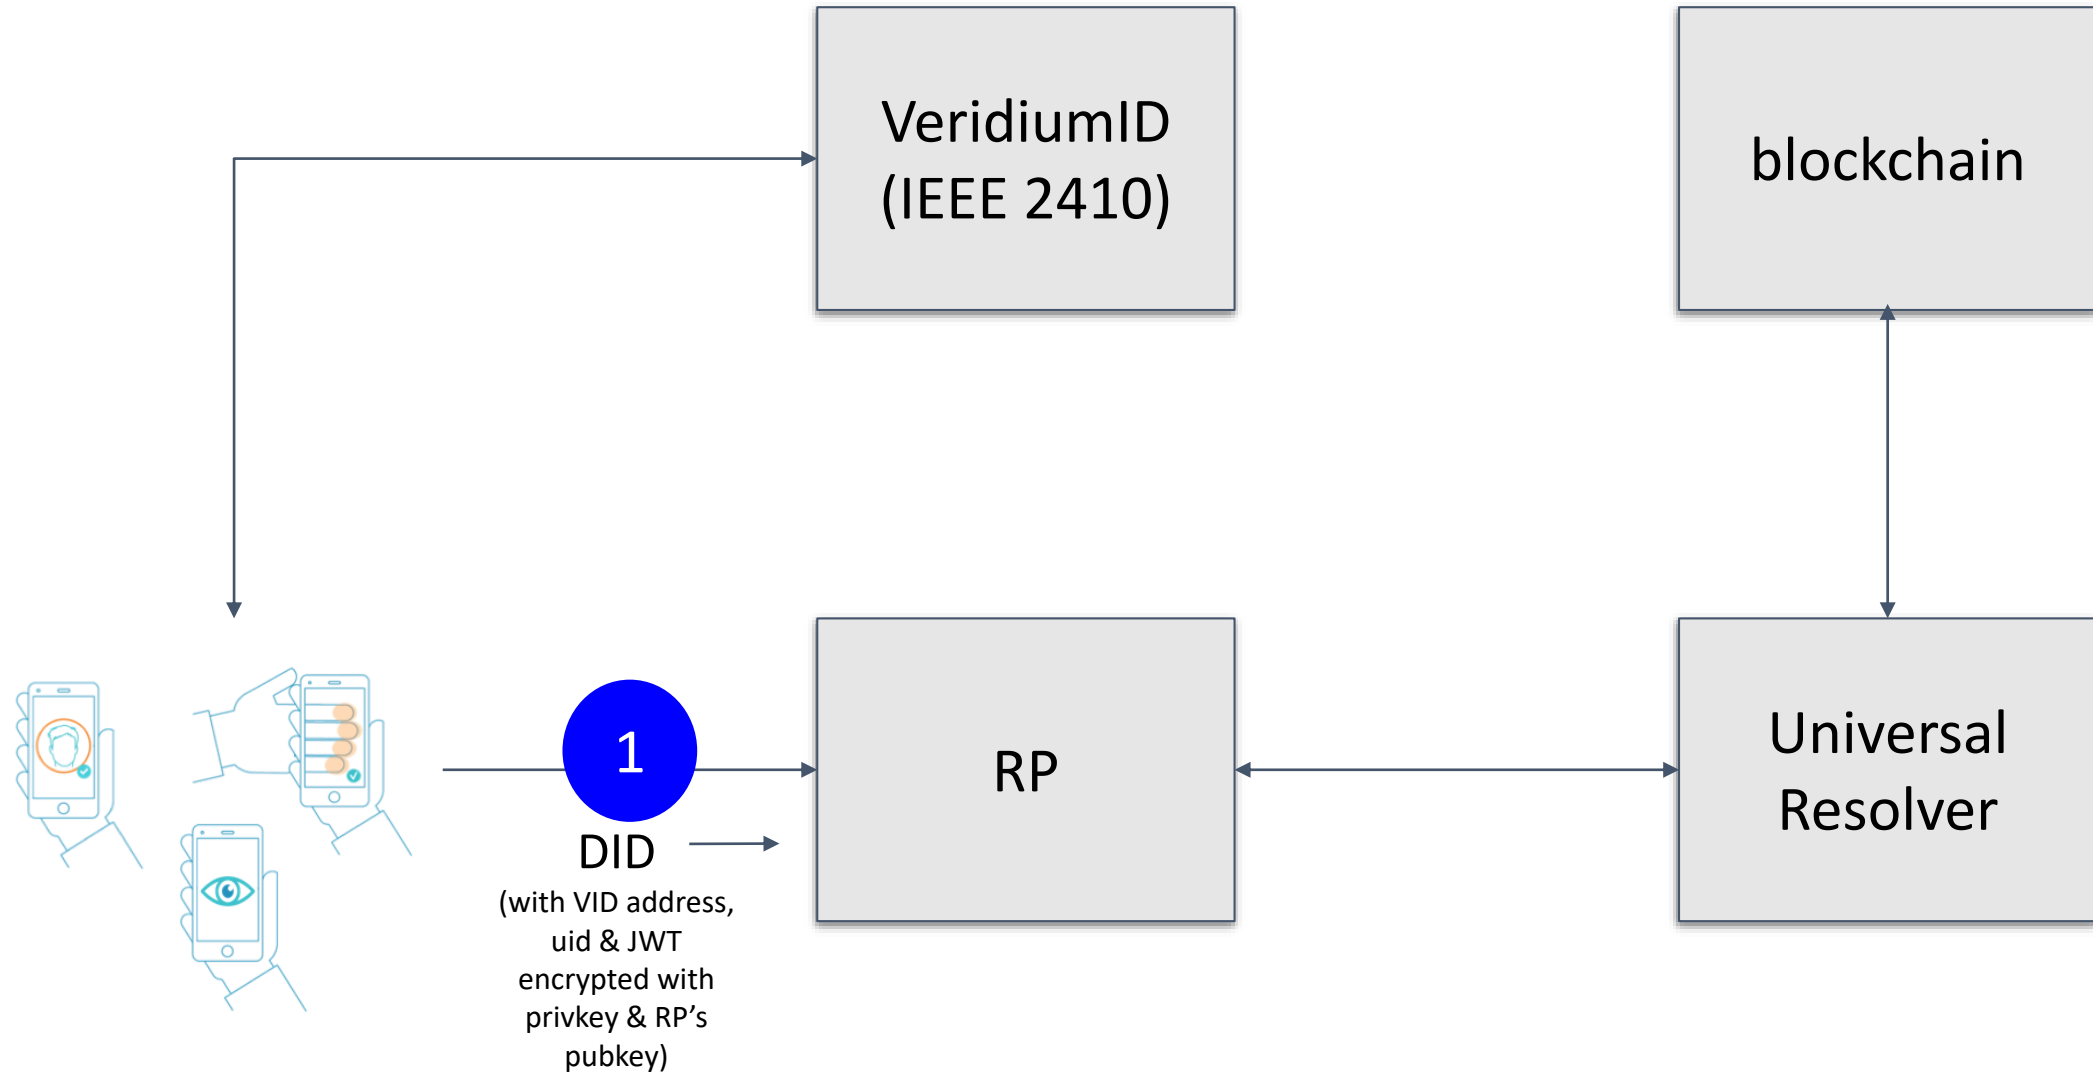 VeridiumID
(IEEE 2410)
blockchain
1
DID
(with VID address,
uid & JWT
encrypted with
privkey & RP’s
pubkey)
RP
Universal
Resolver